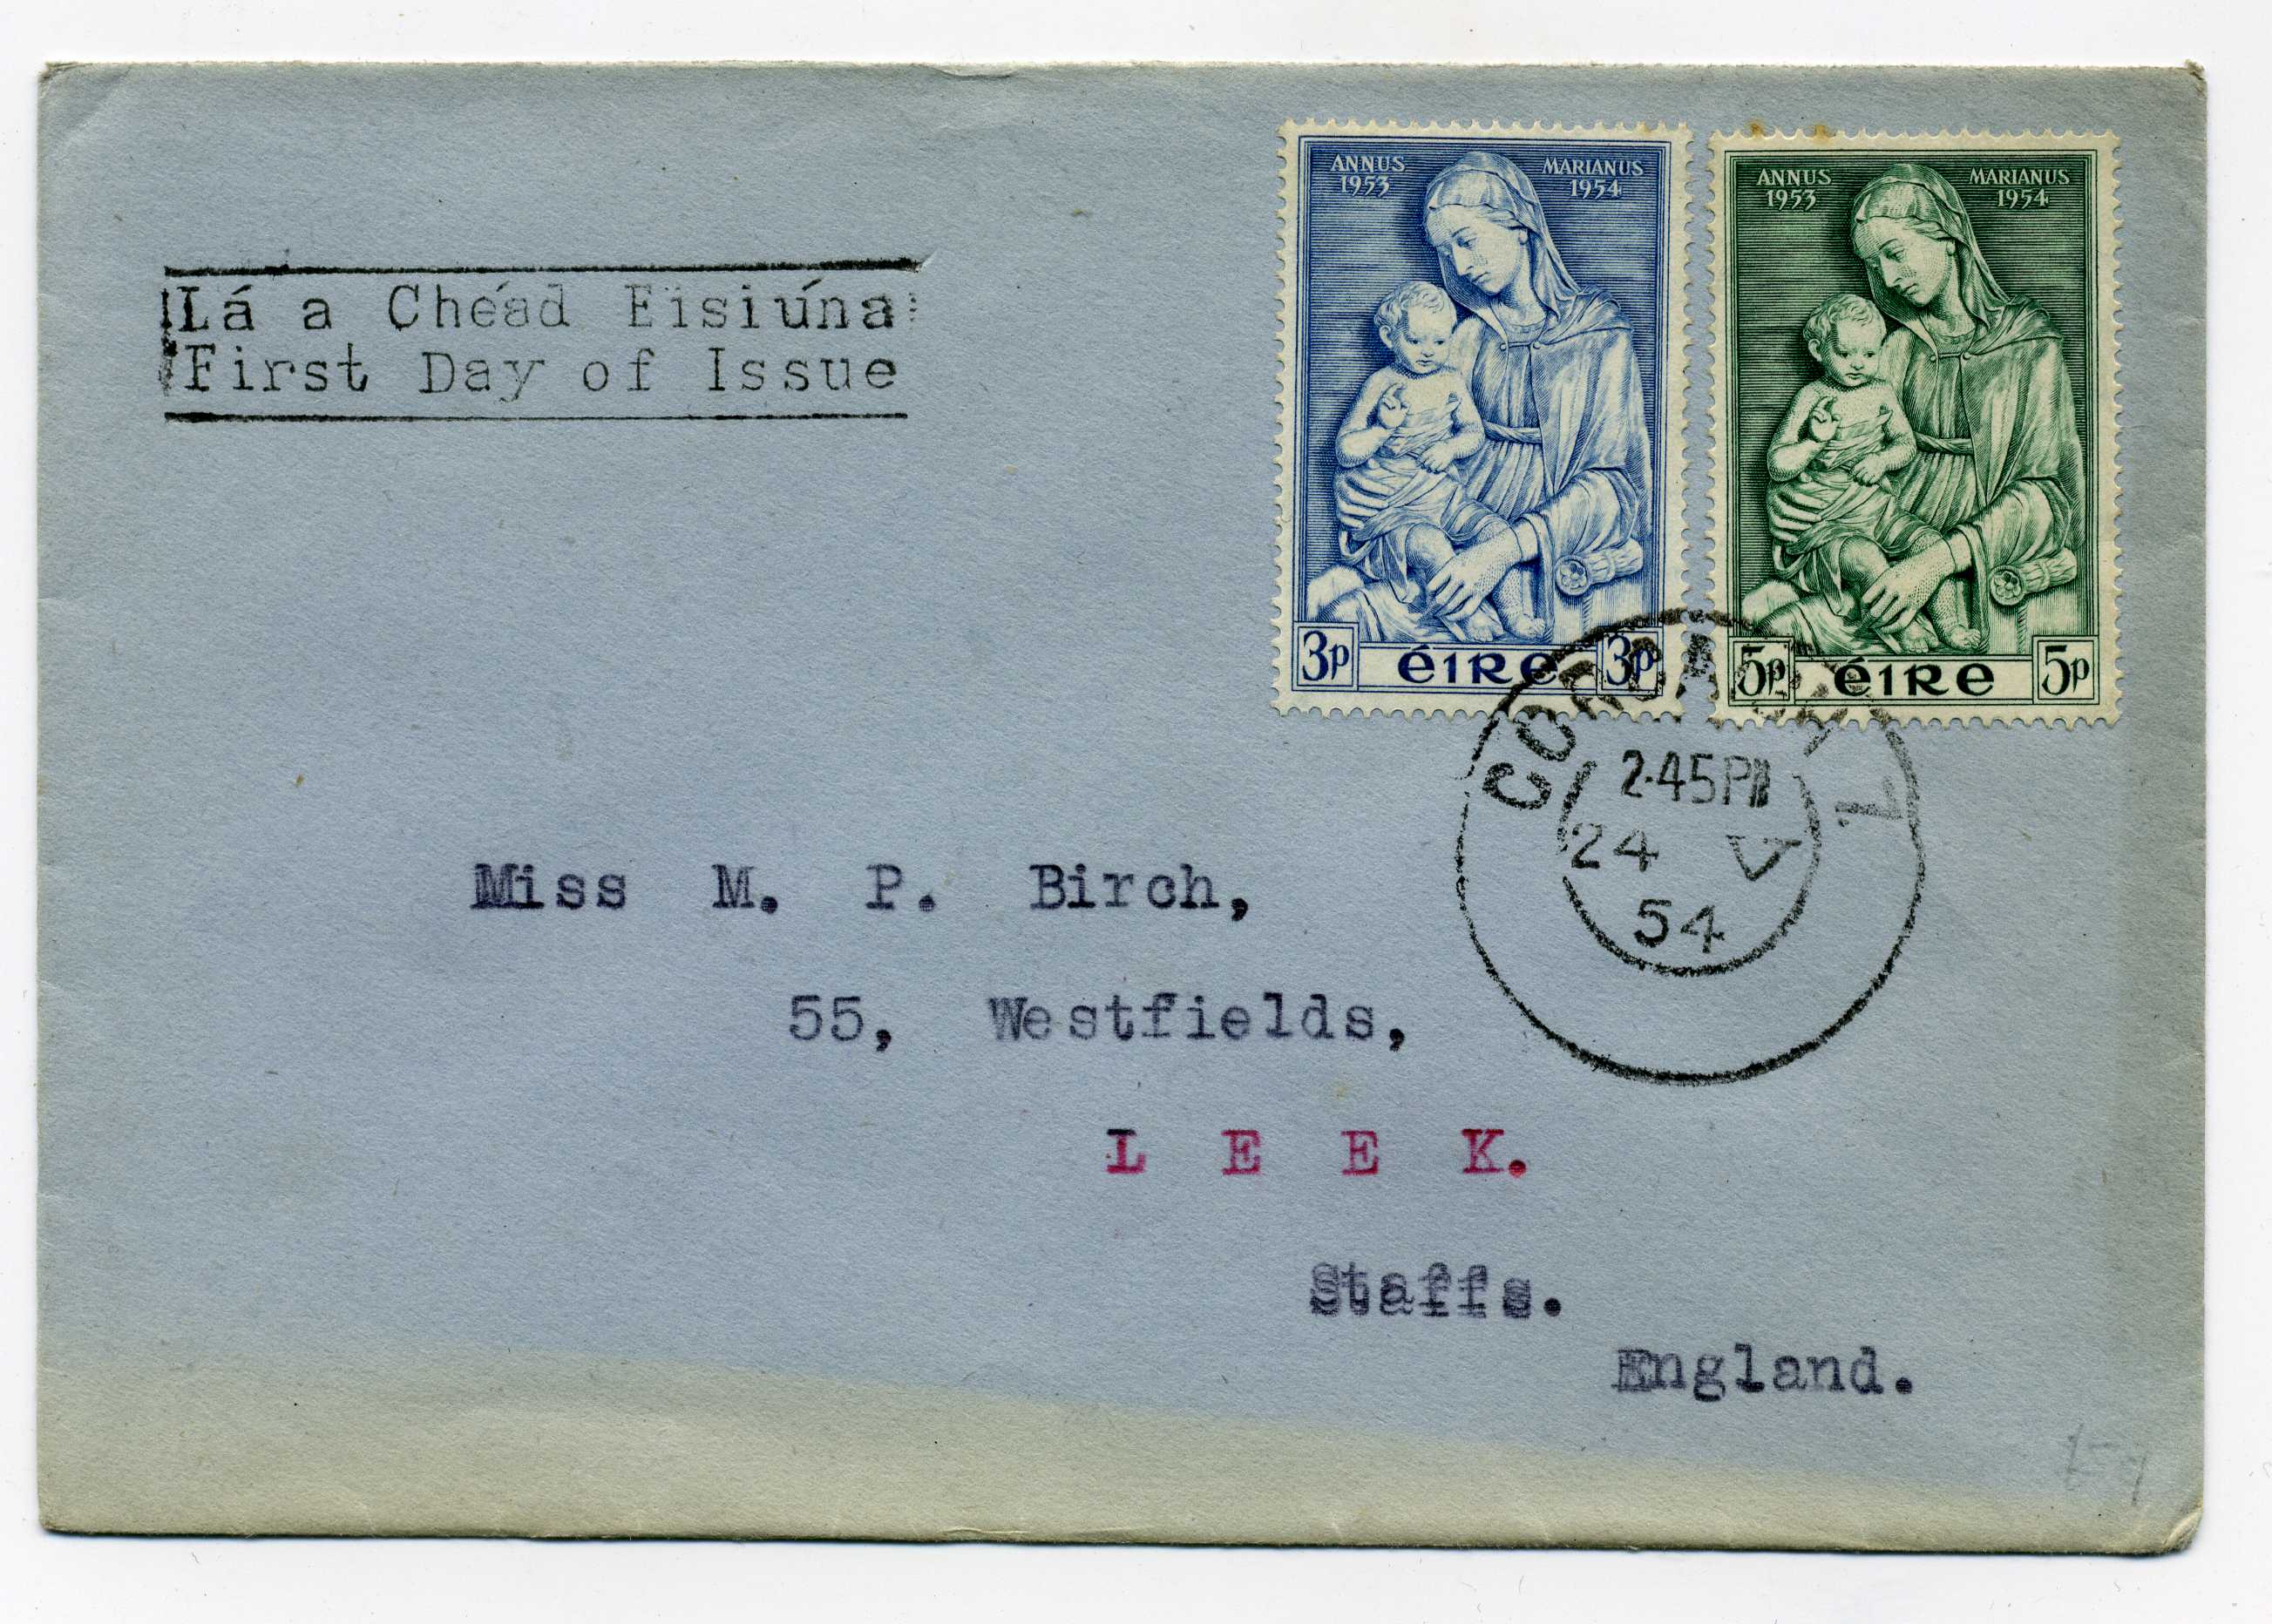 Lá a Chéad Eisiúna
First Day of Issue
ANNUS MARIANUS
1953 1954
3p éIRe 3p
ANNUS MARIANUS
1953 1954
5p éIRe 5p
2·45PM
24 V
54
Miss M. P. Birch,
55, Westfields,
L E E K.
Staffs.
England.